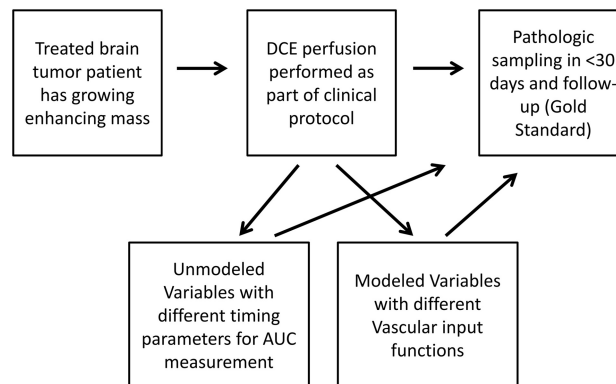 Treated brain
tumor patient
has growing
enhancing mass
DCE perfusion
performed as
part of clinical
protocol
Pathologic
sampling in <30
days and follow-
up (Gold
Standard)
Unmodeled
Variables with
different timing
parameters for AUC
measurement
Modeled Variables
with different
Vascular input
functions